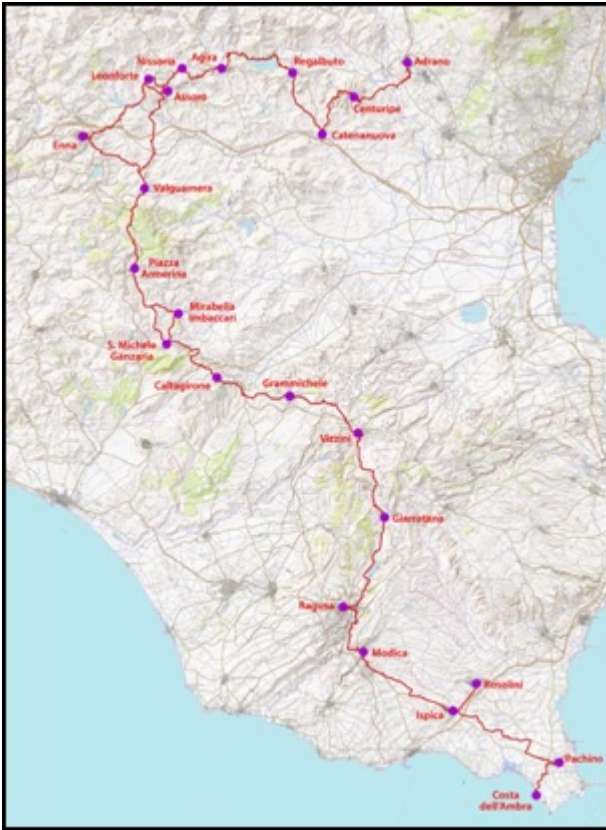 Nissoria
Agira
Regalbuto
Adrano
Leonforte
Assoro
Centuripe
Catenanuova
Enna
Valguarnera
Piazza
Armerina
Mirabella
Imbaccari
S. Michele
Ganzaria
Caltagirone
Grammichele
Vizzini
Giarratana
Ragusa
Modica
Rosolini
Ispica
Pachino
Costa
dell'Ambra